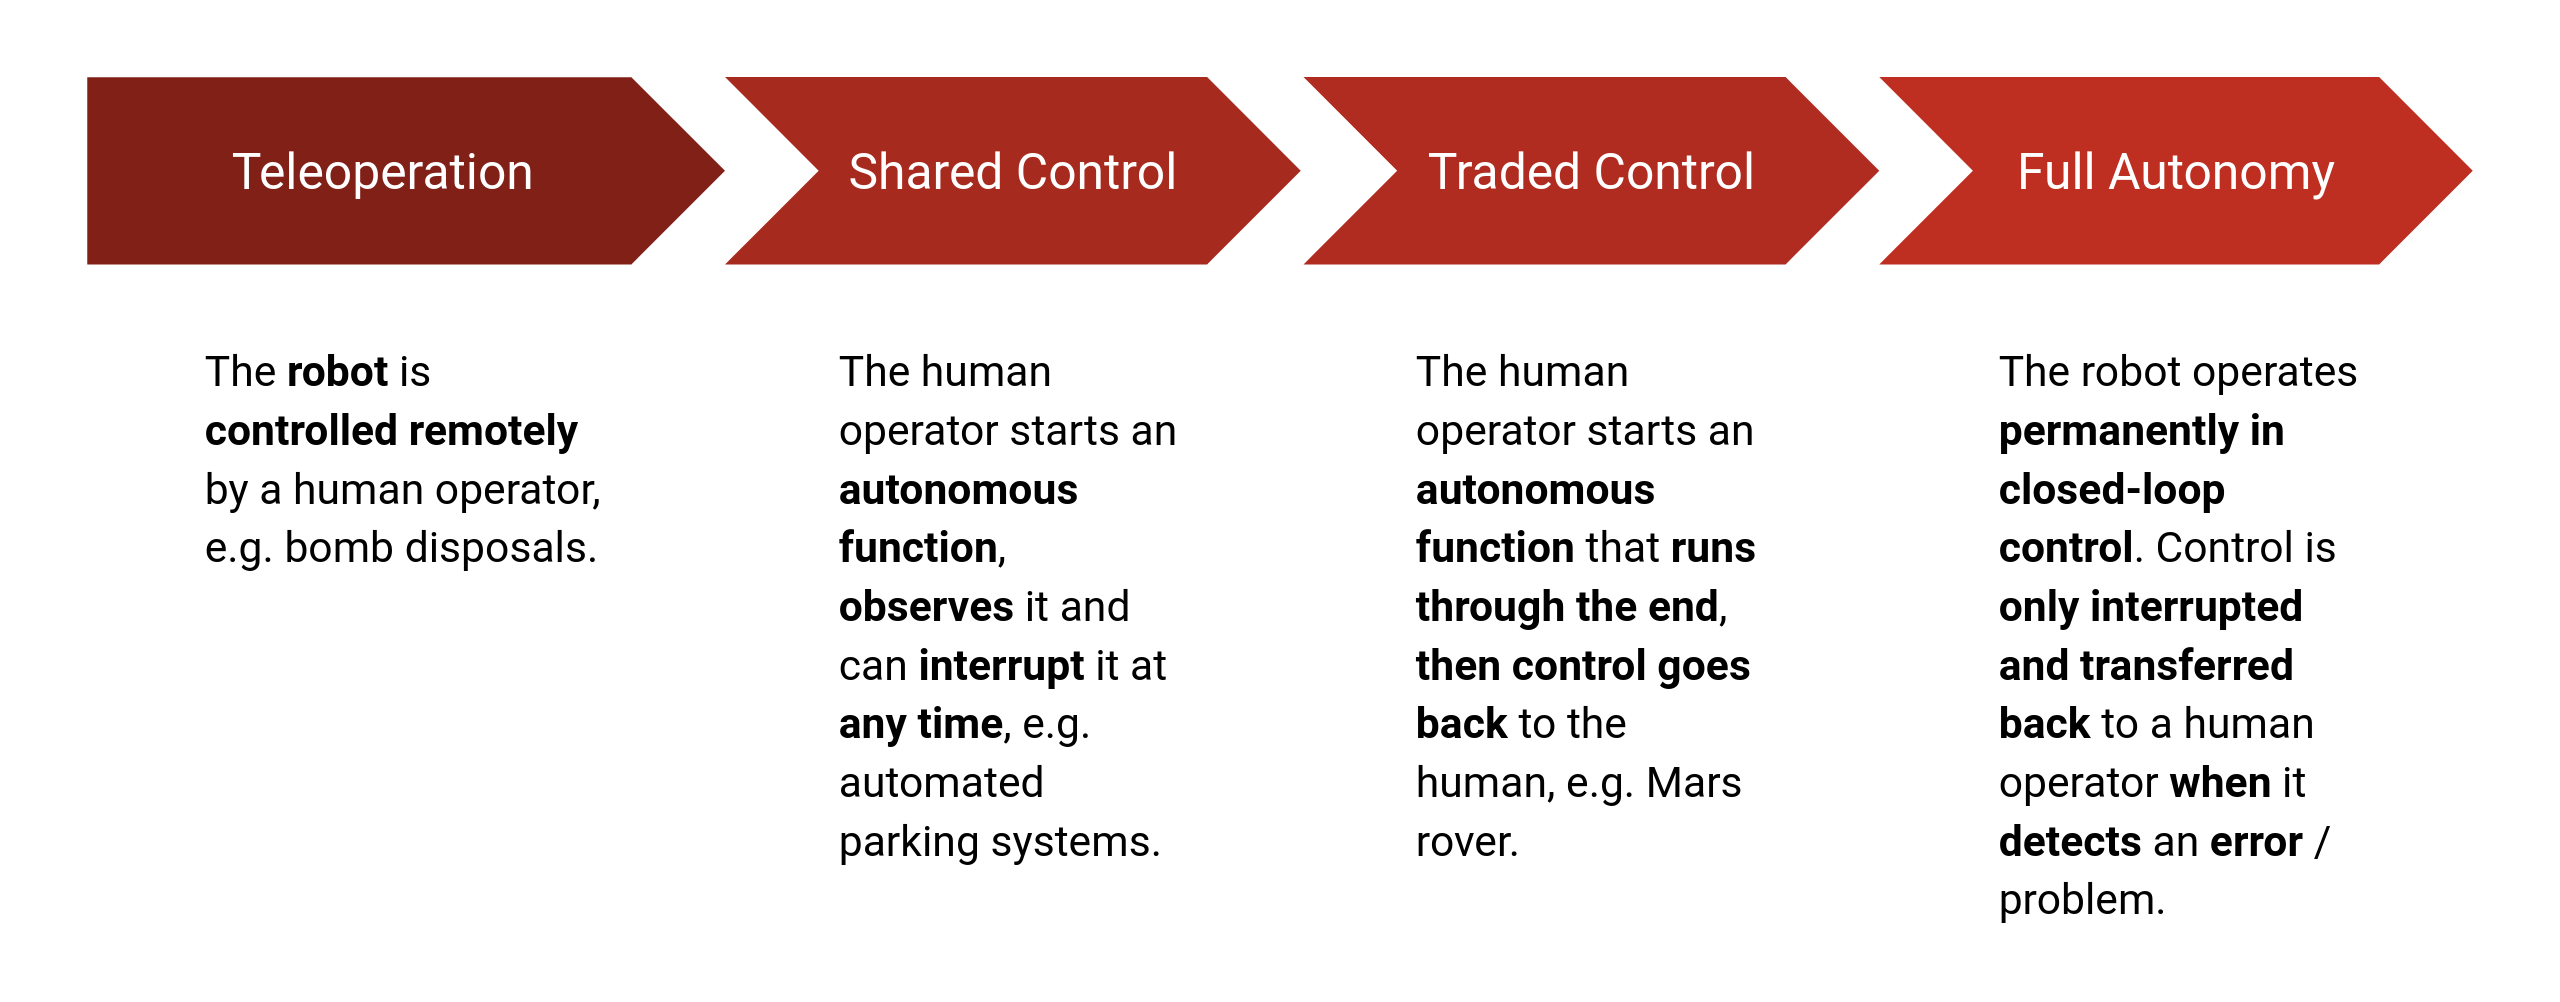 Teleoperation
Shared Control
Traded Control
Full Autonomy
The robot is
controlled remotely
by a human operator,
e.g. bomb disposals.
The human
operator starts an
autonomous
function,
observes it and
can interrupt it at
any time, e.g.
automated
parking systems.
The human
operator starts an
autonomous
function that runs
through the end,
then control goes
back to the
human, e.g. Mars
rover.
The robot operates
permanently in
closed-loop
control. Control is
only interrupted
and transferred
back to a human
operator when it
detects an error /
problem.